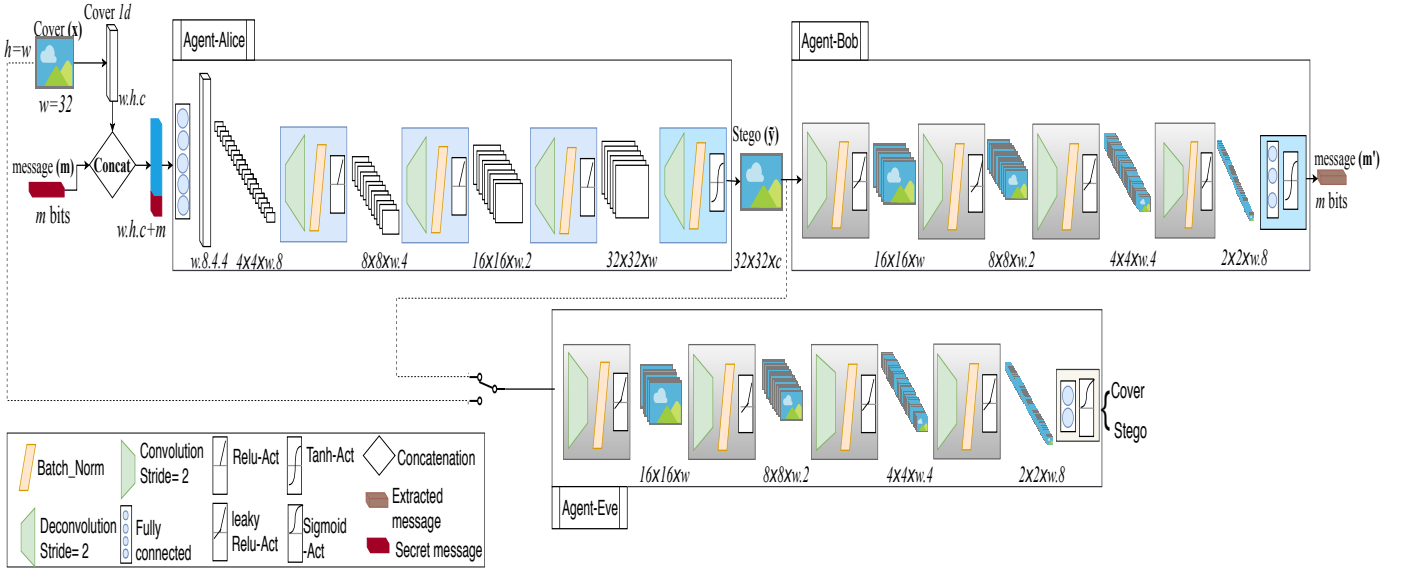 Cover 1d
Cover (x)
h=w
w=32
w.h.c
message (m)
m bits
Concat
w.h.c+m
Agent-Alice
w.8.4.4
4x4xw.8
8x8xw.4
16x16xw.2
32x32xw
Stego (ỹ)
32x32xc
Agent-Bob
16x16xw
8x8xw.2
4x4xw.4
2x2xw.8
message (m')
m bits
16x16xw
8x8xw.2
4x4xw.4
2x2xw.8
Cover
Stego
Agent-Eve
Batch_Norm
Convolution
Stride= 2
Relu-Act
Tanh-Act
Concatenation
Extracted
message
Deconvolution
Stride= 2
Fully
connected
leaky
Relu-Act
Sigmoid
-Act
Secret message